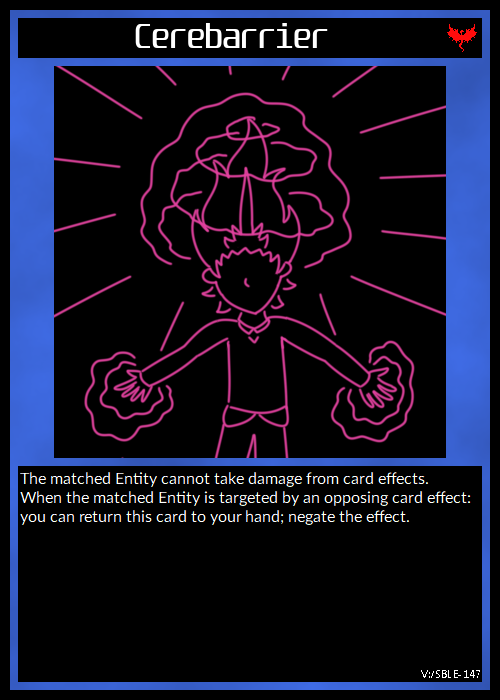 Cerebarrier
The matched Entity cannot take damage from card effects.
When the matched Entity is targeted by an opposing card effect:
you can return this card to your hand; negate the effect.
V:/SBLE-147